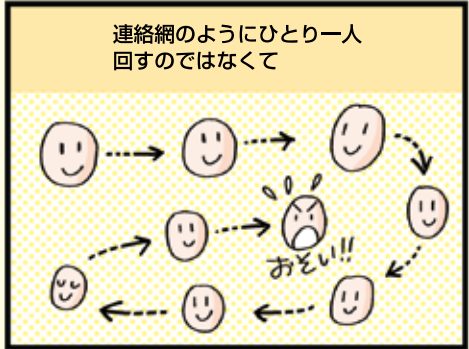 連絡網のようにひとり一人
回すのではなくて
おそい!!